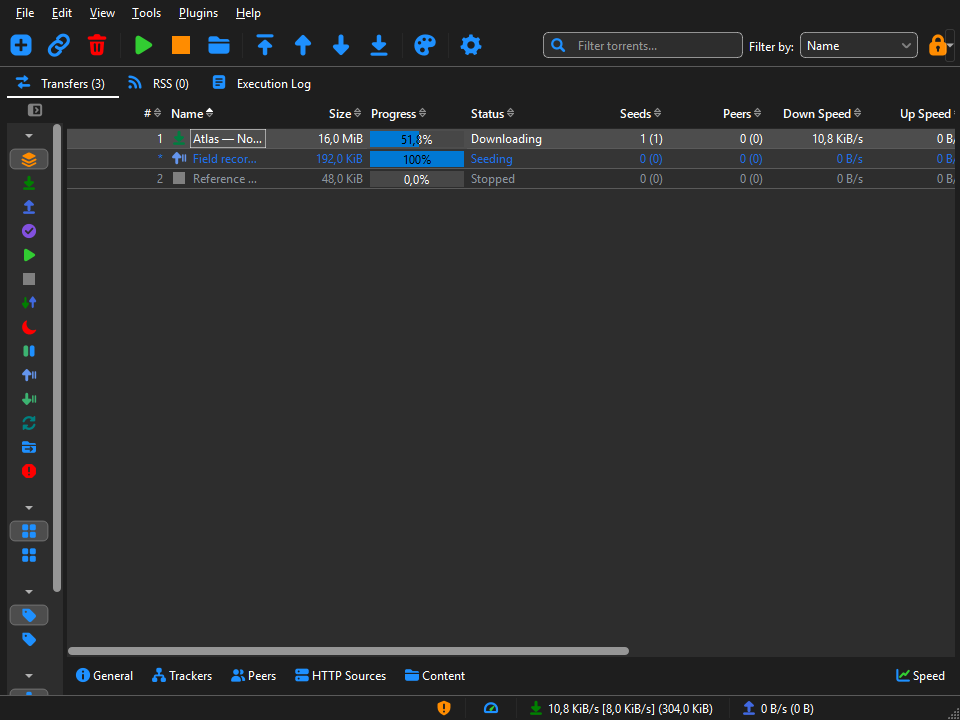 File Edit View Tools Plugins Help
Filter torrents... Filter by: Name
Transfers (3) RSS (0) Execution Log
# Name Size Progress Status Seeds Peers Down Speed Up Speed
1 Atlas — No... 16,0 MiB 51,8% Downloading 1 (1) 0 (0) 10,8 KiB/s 0 B/
* Field recor... 192,0 KiB 100% Seeding 0 (0) 0 (0) 0 B/s 0 B/
2 Reference ... 48,0 KiB 0,0% Stopped 0 (0) 0 (0) 0 B/s 0 B/
General Trackers Peers HTTP Sources Content Speed
10,8 KiB/s [8,0 KiB/s] (304,0 KiB) 0 B/s (0 B)